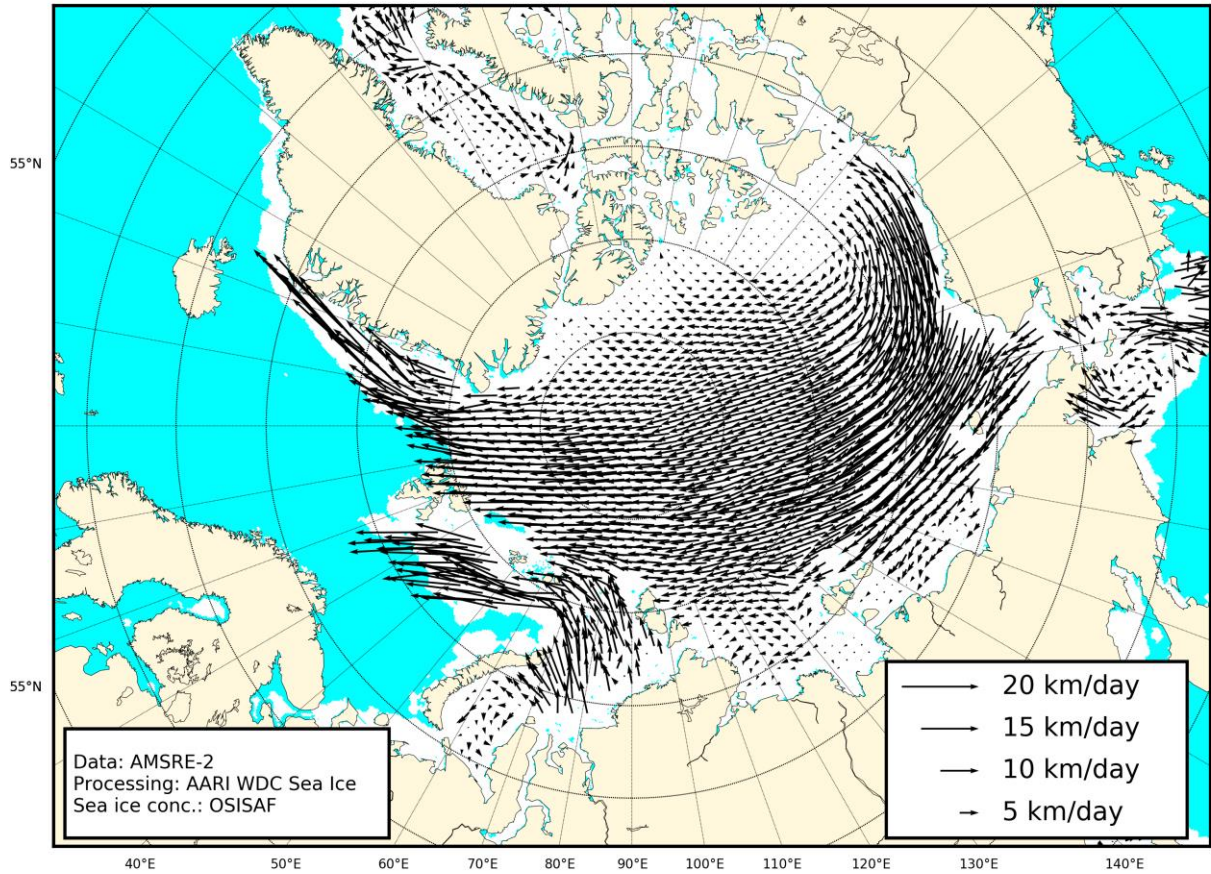 55°N
55°N
Data: AMSRE-2
Processing: AARI WDC Sea Ice
Sea ice conc.: OSISAF
20 km/day
15 km/day
10 km/day
5 km/day
40°E 50°E 60°E 70°E 80°E 90°E 100°E 110°E 120°E 130°E 140°E